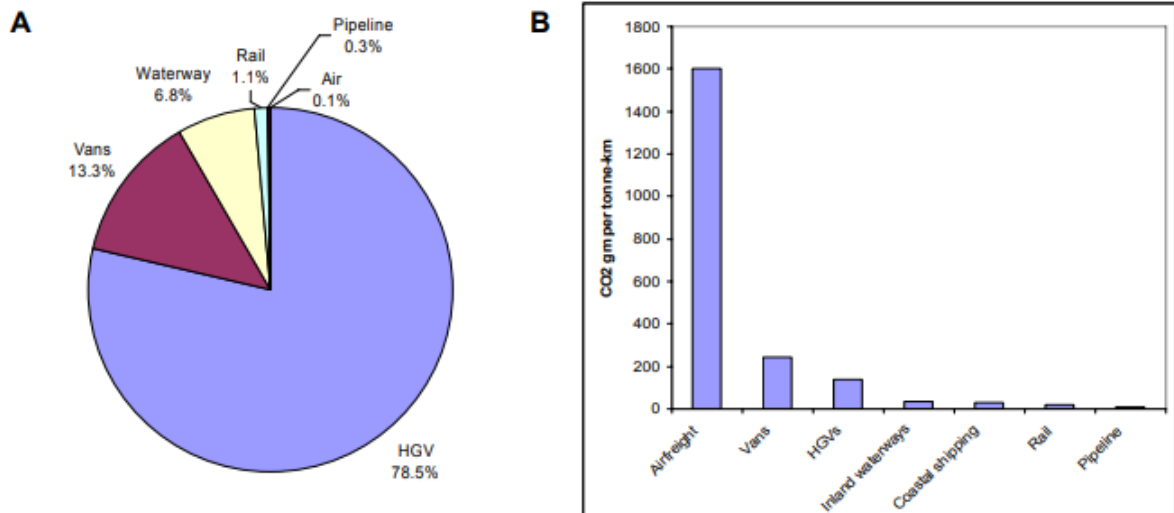 A
Pipeline
0.3%
Rail
1.1%
Air
0.1%
Waterway
6.8%
Vans
13.3%
HGV
78.5%
B
CO2 gm per tonne-km
1800
1600
1400
1200
1000
800
600
400
200
0
Airfreight
Vans
HGVs
Inland waterways
Coastal shipping
Rail
Pipeline